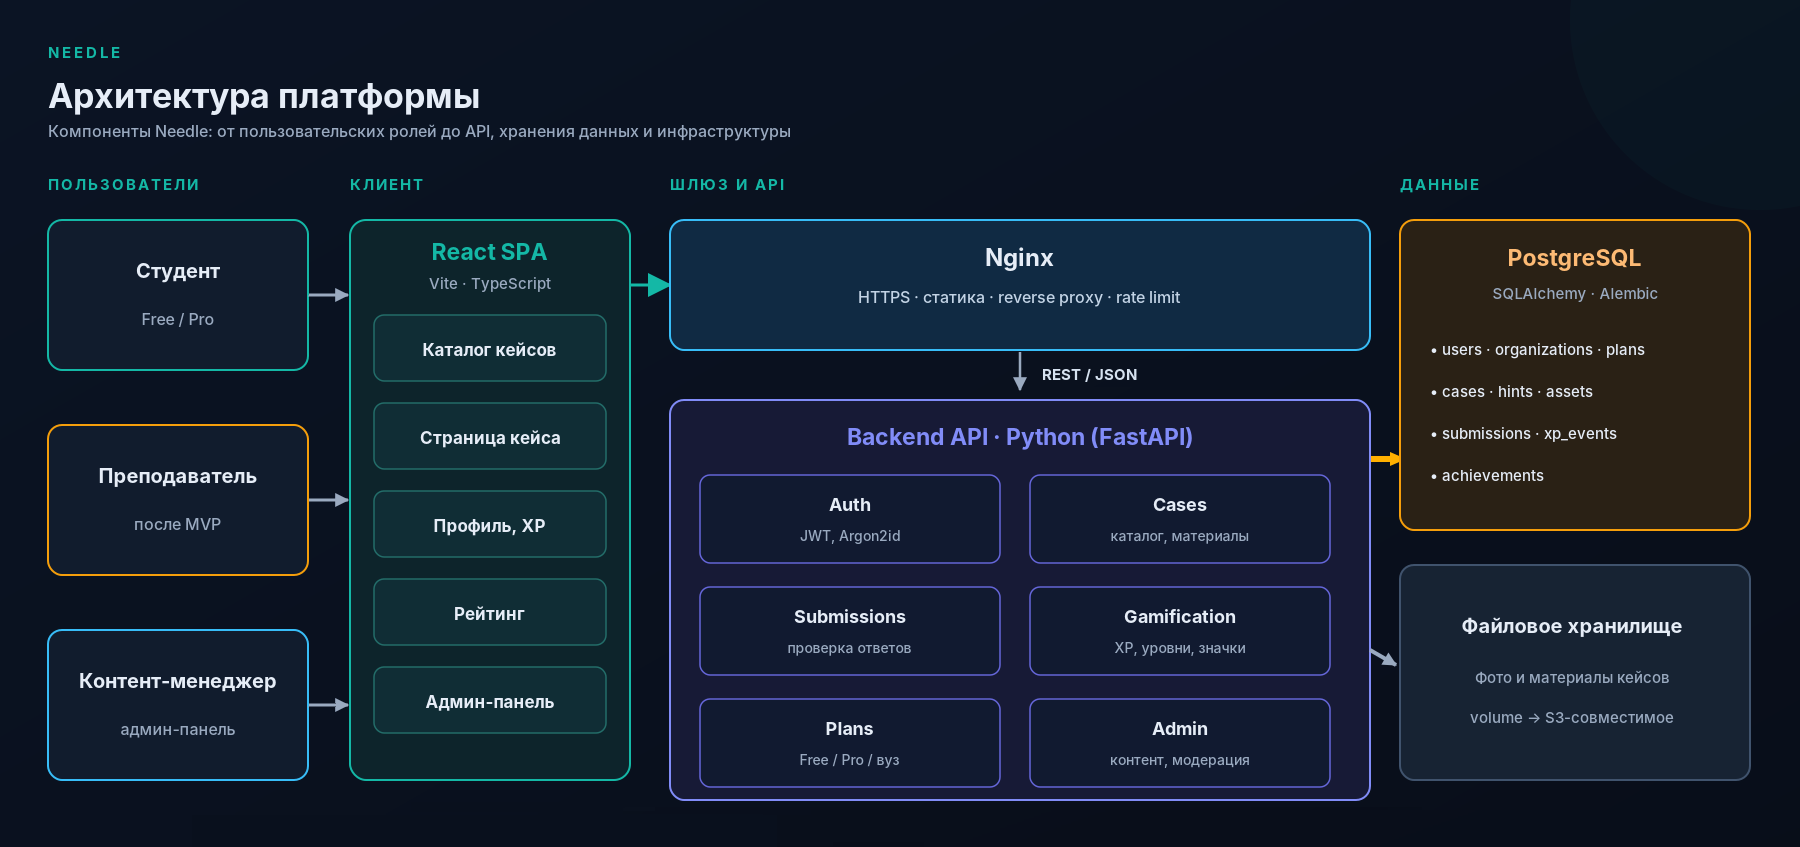 NEEDLE
Архитектура платформы
Компоненты Needle: от пользовательских ролей до API, хранения данных и инфраструктуры
ПОЛЬЗОВАТЕЛИ
Студент
Free / Pro
Преподаватель
после MVP
Контент-менеджер
админ-панель
КЛИЕНТ
React SPA
Vite · TypeScript
Каталог кейсов
Страница кейса
Профиль, XP
Рейтинг
Админ-панель
ШЛЮЗ И API
Nginx
HTTPS · статика · reverse proxy · rate limit
REST / JSON
Backend API · Python (FastAPI)
Auth
JWT, Argon2id
Cases
каталог, материалы
Submissions
проверка ответов
Gamification
XP, уровни, значки
Plans
Free / Pro / вуз
Admin
контент, модерация
ДАННЫЕ
PostgreSQL
SQLAlchemy · Alembic
• users · organizations · plans
• cases · hints · assets
• submissions · xp_events
• achievements
Файловое хранилище
Фото и материалы кейсов
volume → S3-совместимое